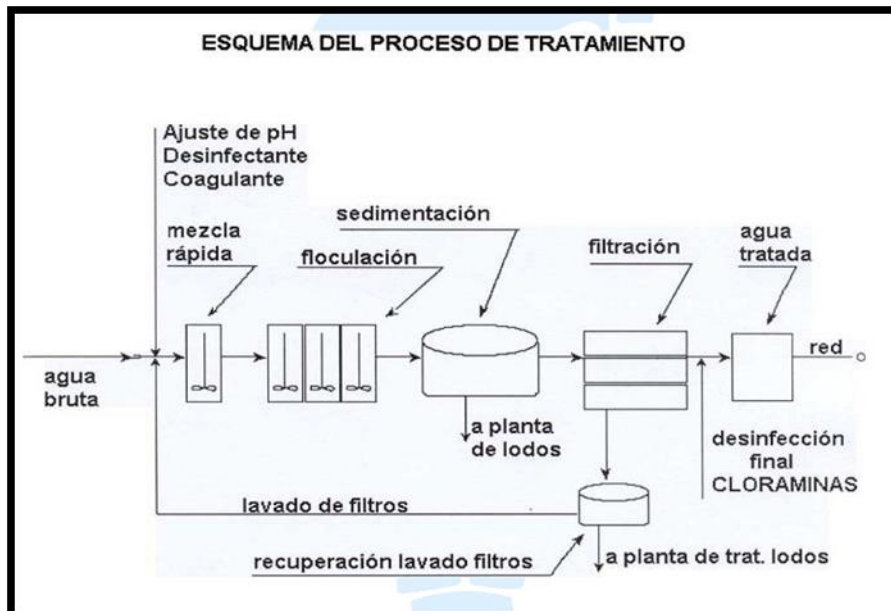 ESQUEMA DEL PROCESO DE TRATAMIENTO
Ajuste de pH
Desinfectante
Coagulante
mezcla
rápida
floculación
sedimentación
filtración
agua
tratada
agua
bruta
red
a planta
de lodos
desinfección
final
CLORAMINAS
lavado de filtros
recuperación lavado filtros
a planta de trat. lodos